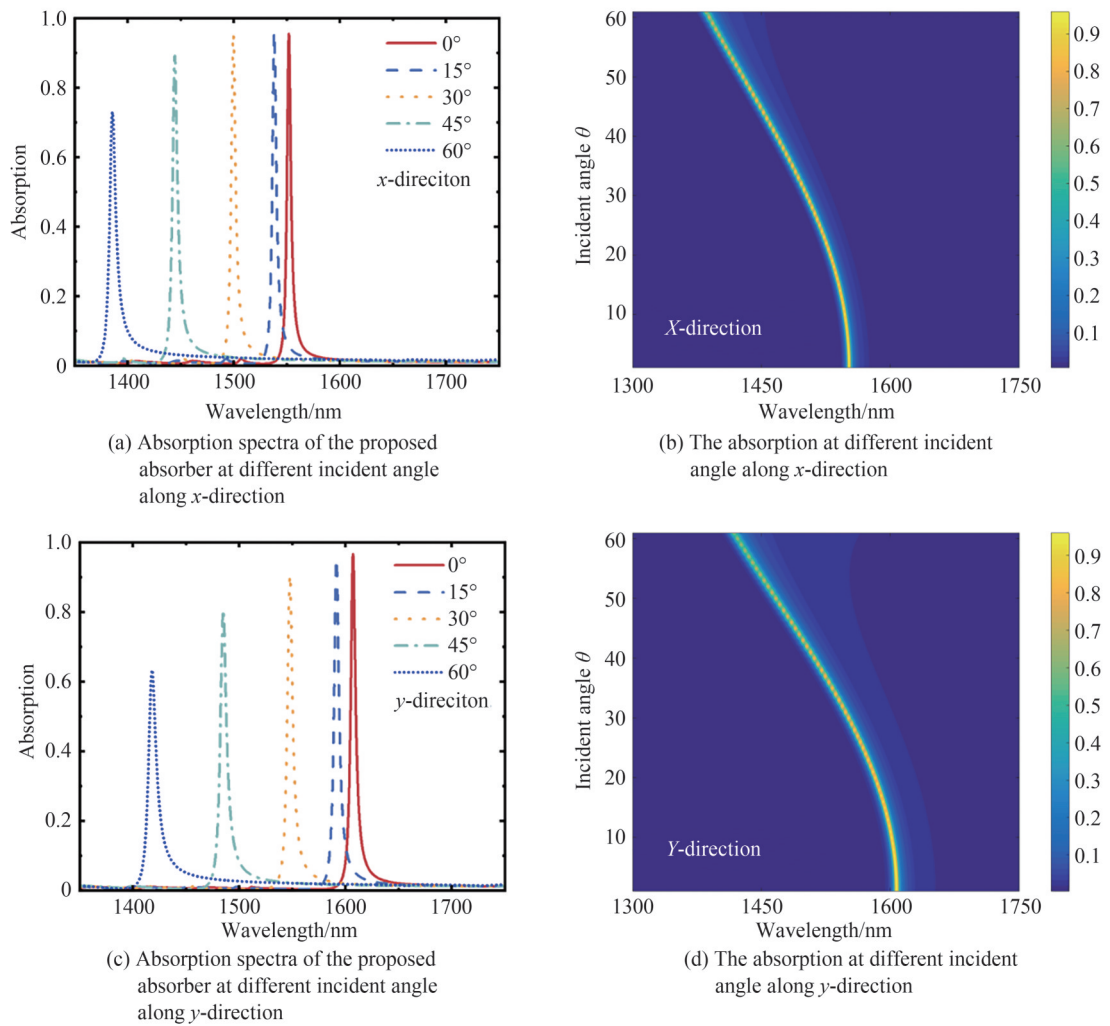 1.0
0.8
0.6
0.4
0.2
0
Absorption
0°
15°
30°
45°
60°
x-direciton
1400 1500 1600 1700
Wavelength/nm
(a) Absorption spectra of the proposed
absorber at different incident angle
along x-direction
60
50
40
30
20
10
Incident angle θ
X-direction
1300 1450 1600 1750
Wavelength/nm
0.9
0.8
0.7
0.6
0.5
0.4
0.3
0.2
0.1
(b) The absorption at different incident
angle along x-direction
1.0
0.8
0.6
0.4
0.2
0
Absorption
0°
15°
30°
45°
60°
y-direciton
1400 1500 1600 1700
Wavelength/nm
(c) Absorption spectra of the proposed
absorber at different incident angle
along y-direction
60
50
40
30
20
10
Incident angle θ
Y-direction
1300 1450 1600 1750
Wavelength/nm
0.9
0.8
0.7
0.6
0.5
0.4
0.3
0.2
0.1
(d) The absorption at different incident
angle along y-direction